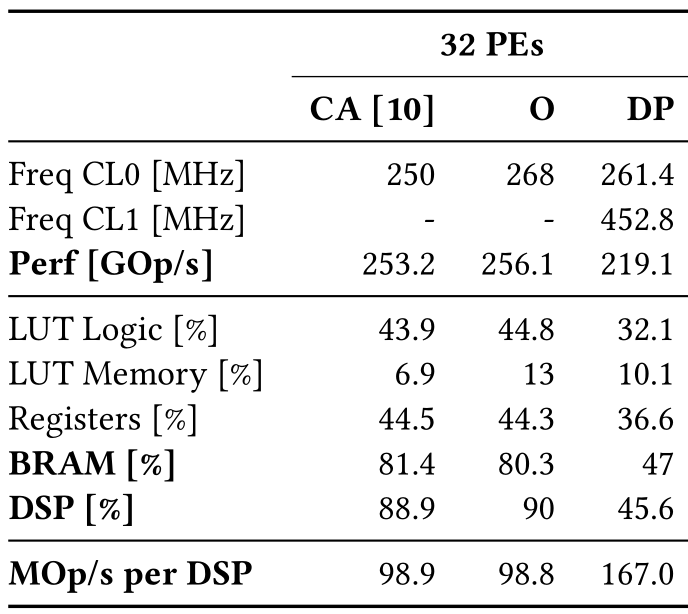 32 PEs
CA [10] O DP
Freq CL0 [MHz] 250 268 261.4
Freq CL1 [MHz] - - 452.8
Perf [GOp/s] 253.2 256.1 219.1
LUT Logic [%] 43.9 44.8 32.1
LUT Memory [%] 6.9 13 10.1
Registers [%] 44.5 44.3 36.6
BRAM [%] 81.4 80.3 47
DSP [%] 88.9 90 45.6
MOp/s per DSP 98.9 98.8 167.0